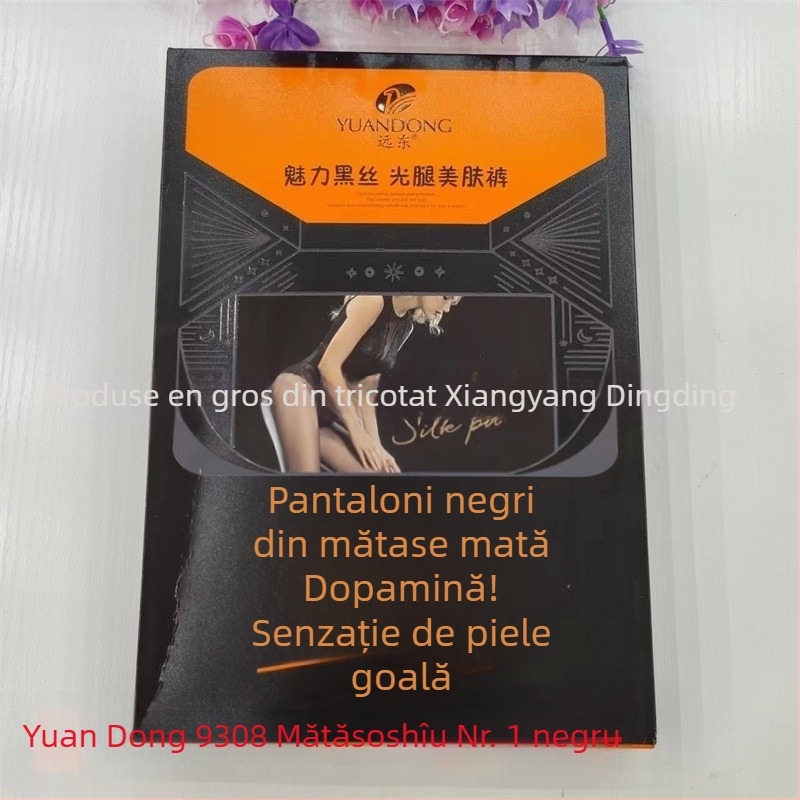 YUANDONG
远东®
魅力黑丝 光腿美肤裤
oduse en gros din tricotat Xiangyang Dingding
Silk
Pantaloni negri
din mătase mată
Dopamină!
Senzație de piele
goală
Yuan Dong 9308 Mătăsoshîu Nr. 1 negru